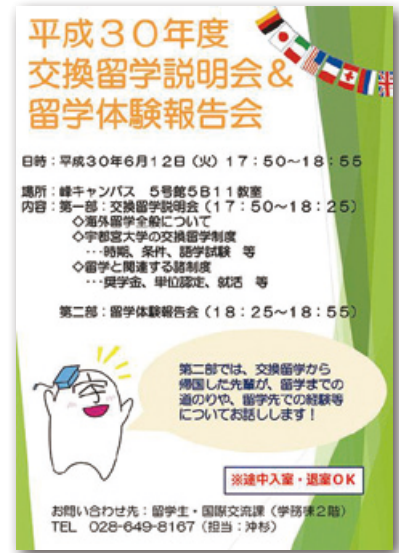 平成３０年度
交換留学説明会＆
留学体験報告会
日時：平成３０年６月１２日（火）１７：５０～１８：５５
場所：峰キャンパス　５号館５Ｂ１１教室
内容：第一部：交換留学説明会（１７：５０～１８：２５）
◇海外留学全般について
◇宇都宮大学の交換留学制度
…時期、条件、語学試験　等
◇留学と関連する諸制度
…奨学金、単位認定、就活　等
第二部：留学体験報告会（１８：２５～１８：５５）
宇
第二部では、交換留学から
帰国した先輩が、留学までの
道のりや、留学先での経験等
についてお話しします！
※途中入室・退室ＯＫ
お問い合わせ先：留学生・国際交流課（学務棟２階）
TEL　028-649-8167（担当：沖杉）